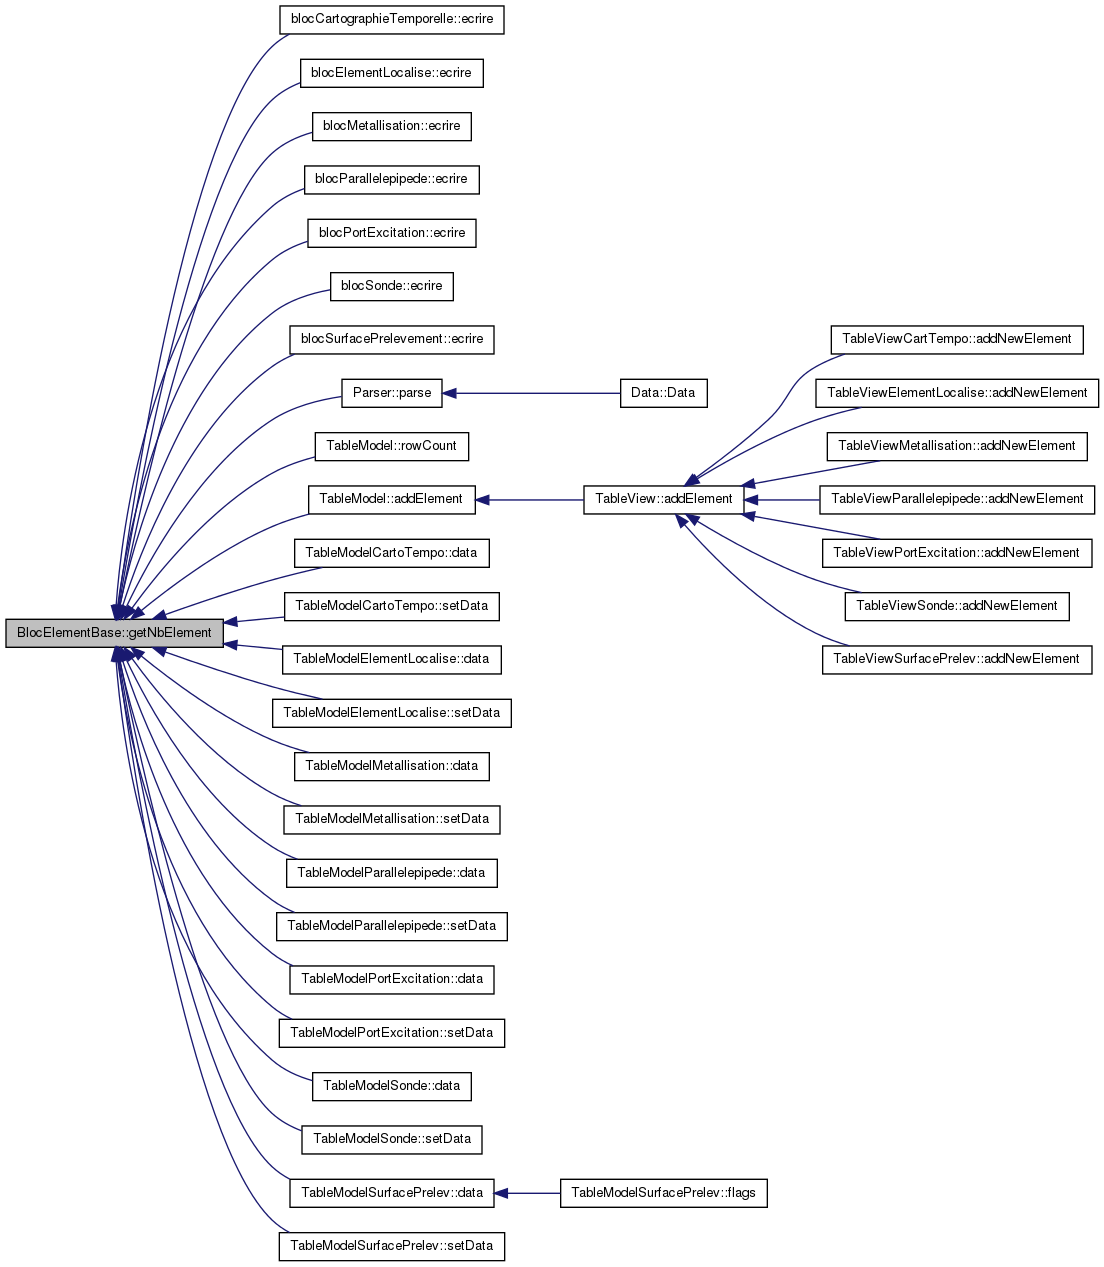 blocCartographieTemporelle::ecrire
blocElementLocalise::ecrire
blocMetallisation::ecrire
blocParallelepipede::ecrire
blocPortExcitation::ecrire
blocSonde::ecrire
blocSurfacePrelevement::ecrire
Parser::parse
Data::Data
TableModel::rowCount
TableModel::addElement
TableView::addElement
TableViewCartTempo::addNewElement
TableViewElementLocalise::addNewElement
TableViewMetallisation::addNewElement
TableViewParallelepipede::addNewElement
TableViewPortExcitation::addNewElement
TableViewSonde::addNewElement
TableViewSurfacePrelev::addNewElement
TableModelCartoTempo::data
TableModelCartoTempo::setData
BlocElementBase::getNbElement
TableModelElementLocalise::data
TableModelElementLocalise::setData
TableModelMetallisation::data
TableModelMetallisation::setData
TableModelParallelepipede::data
TableModelParallelepipede::setData
TableModelPortExcitation::data
TableModelPortExcitation::setData
TableModelSonde::data
TableModelSonde::setData
TableModelSurfacePrelev::data
TableModelSurfacePrelev::flags
TableModelSurfacePrelev::setData